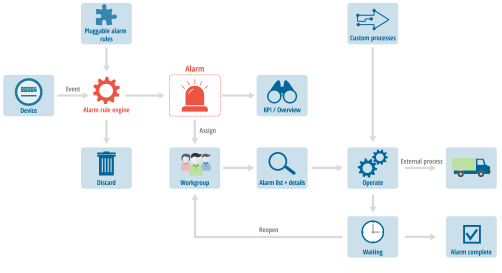 Pluggable alarm
rules
Custom processes
Alarm
Event
Device
Alarm rule engine
KPI / Overview
Assign
Discard
Workgroup
Alarm list + details
Operate
External process
Reopen
Waiting
Alarm complete